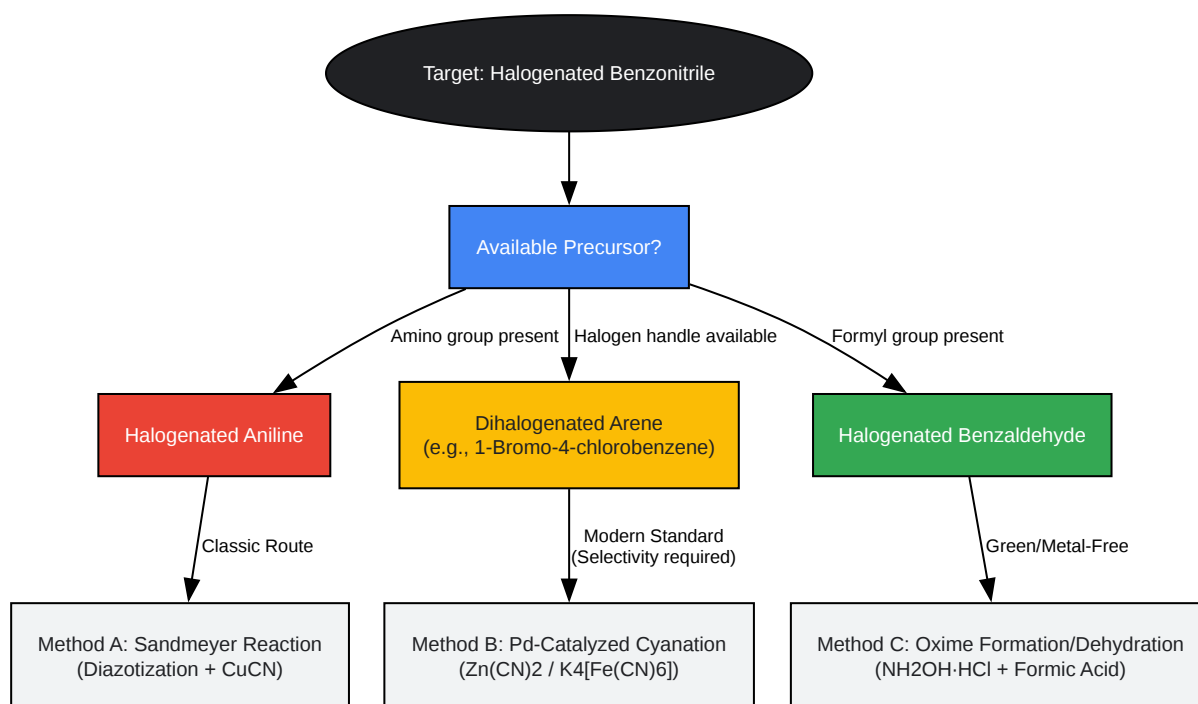 Target: Halogenated Benzonitrile
Available Precursor?
Amino group present
Halogen handle available
Formyl group present
Halogenated Aniline
Dihalogenated Arene
(e.g., 1-Bromo-4-chlorobenzene)
Halogenated Benzaldehyde
Classic Route
Modern Standard
(Selectivity required)
Green/Metal-Free
Method A: Sandmeyer Reaction
(Diazotization + CuCN)
Method B: Pd-Catalyzed Cyanation
(Zn(CN)2 / K4[Fe(CN)6])
Method C: Oxime Formation/Dehydration
(NH2OH·HCl + Formic Acid)